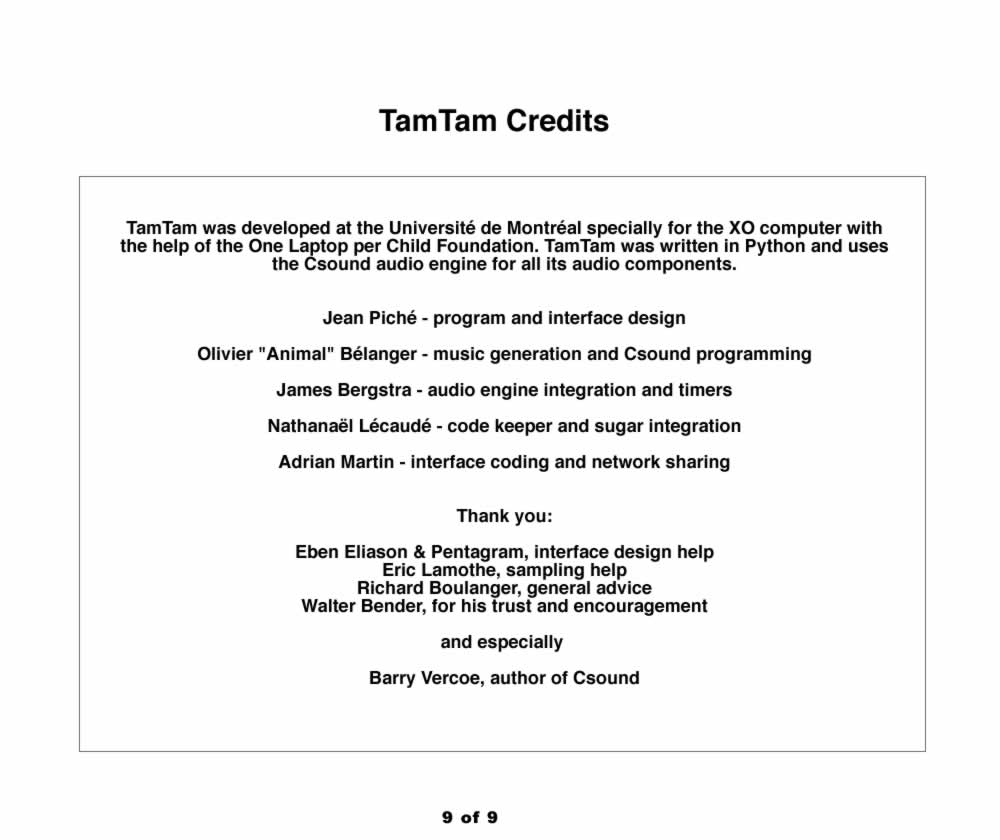 TamTam Credits
TamTam was developed at the Université de Montréal specially for the XO computer with
the help of the One Laptop per Child Foundation. TamTam was written in Python and uses
the Csound audio engine for all its audio components.
Jean Piché - program and interface design
Olivier "Animal" Bélanger - music generation and Csound programming
James Bergstra - audio engine integration and timers
Nathanaël Lécaudé - code keeper and sugar integration
Adrian Martin - interface coding and network sharing
Thank you:
Eben Eliason & Pentagram, interface design help
Eric Lamothe, sampling help
Richard Boulanger, general advice
Walter Bender, for his trust and encouragement
and especially
Barry Vercoe, author of Csound
9 of 9